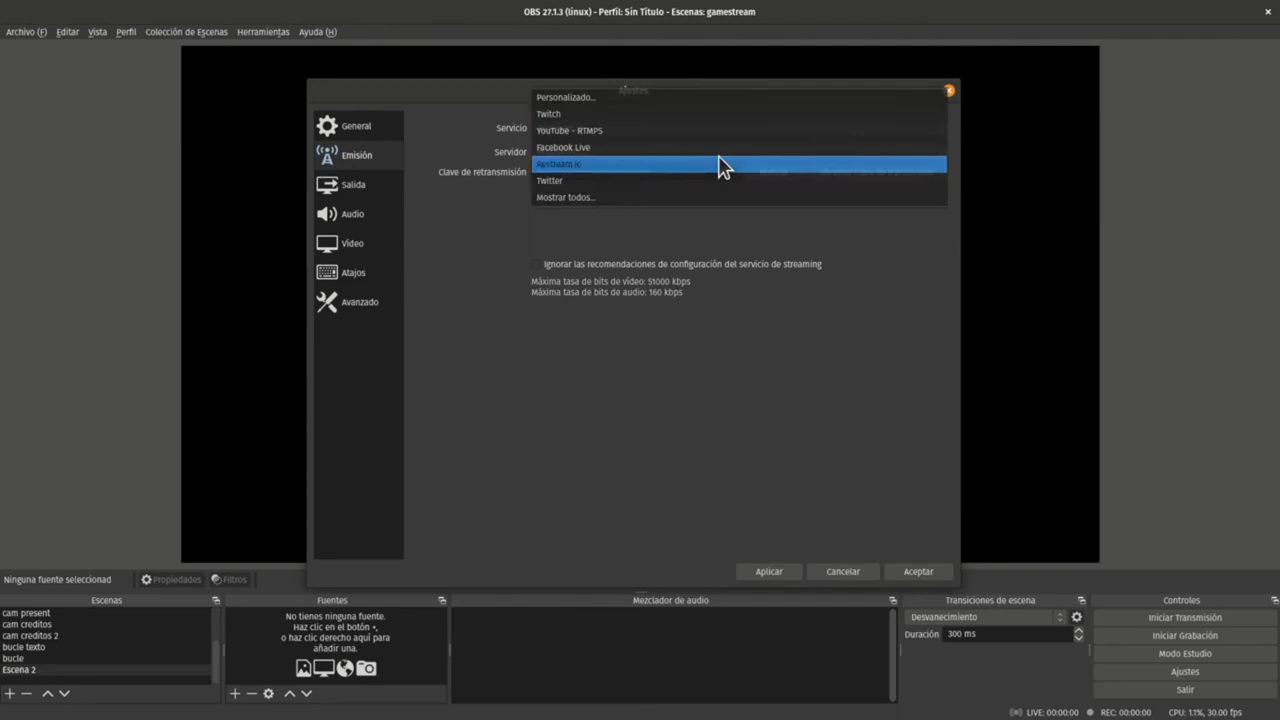 OBS 27.1.3 (linux) - Perfil: Sin Título - Escenas: gamestream
Archivo (F) Editar Vista Perfil Colección de Escenas Herramientas Ayuda (H)
Ajustes
General
Emisión
Salida
Audio
Vídeo
Atajos
Avanzado
Servicio
Servidor
Clave de retransmisión
Personalizado...
Twitch
YouTube - RTMPS
Facebook Live
Restream.io
Twitter
Mostrar todos...
Ignorar las recomendaciones de configuración del servicio de streaming
Máxima tasa de bits de vídeo: 51000 kbps
Máxima tasa de bits de audio: 160 kbps
Aplicar Cancelar Aceptar
Ninguna fuente seleccionad Propiedades Filtros
Escenas
cam present
cam creditos
cam creditos 2
bucle texto
bucle
Escena 2
Fuentes
No tienes ninguna fuente.
Haz clic en el botón +,
o haz clic derecho aquí para
añadir una.
Mezclador de audio
Transiciones de escena
Desvanecimiento
Duración 300 ms
Controles
Iniciar Transmisión
Iniciar Grabación
Modo Estudio
Ajustes
Salir
LIVE: 00:00:00 REC: 00:00:00 CPU: 1.1%, 30.00 fps